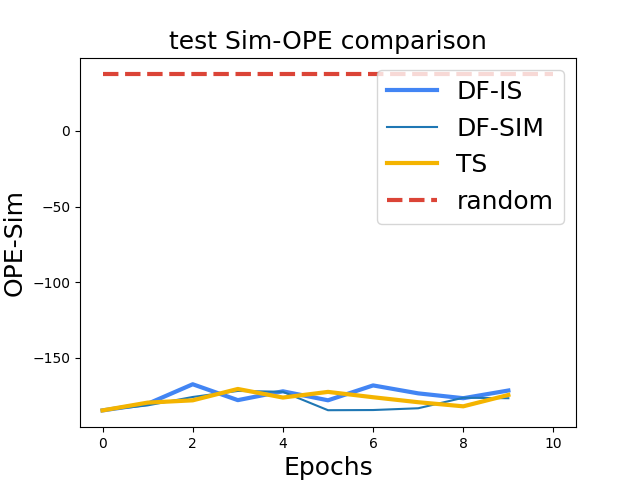 test Sim-OPE comparison
DF-IS
DF-SIM
TS
random
OPE-Sim
0
−50
−100
−150
0
2
4
6
8
10
Epochs